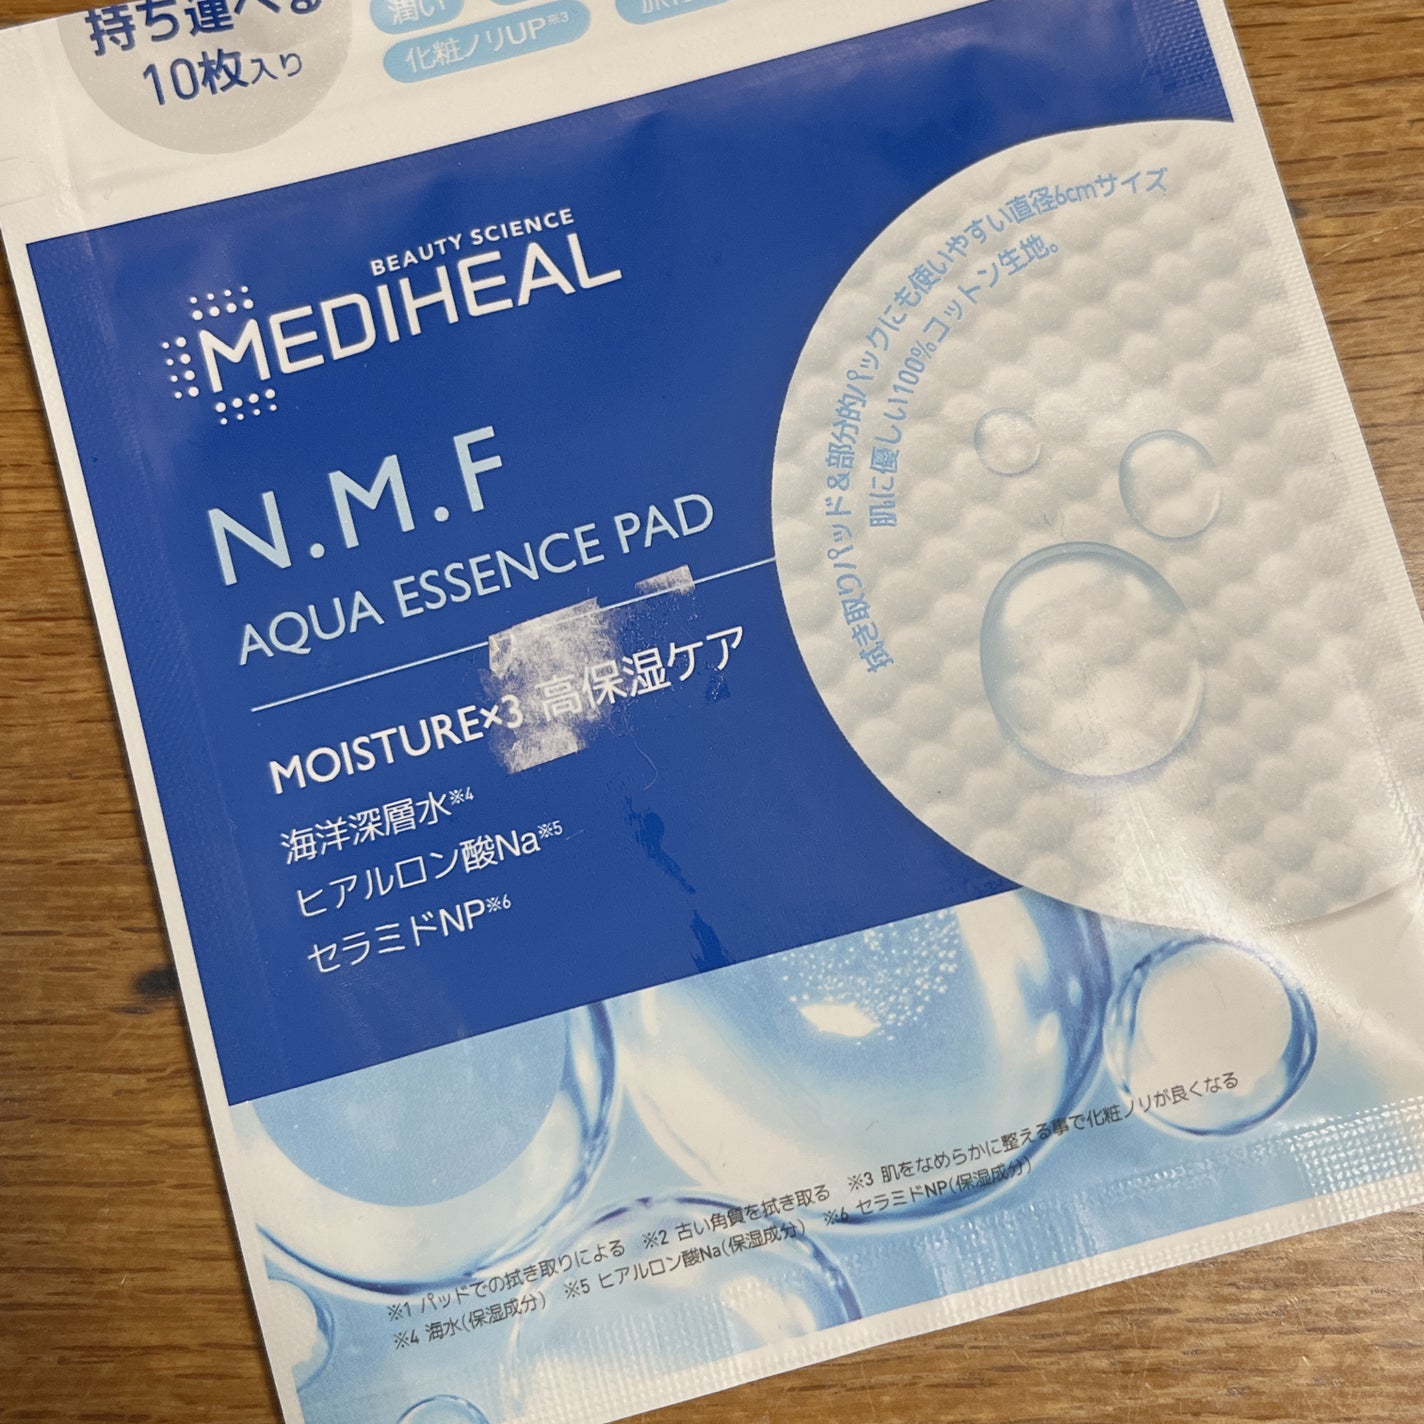 持ち運べる
10枚入り
潤い
化粧ノリUP※3
BEAUTY SCIENCE
MEDIHEAL
N.M.F
AQUA ESSENCE PAD
MOISTURE×3 高保湿ケア
海洋深層水※4
ヒアルロン酸Na※5
セラミドNP※6
拭き取りパッド&部分的パックにも使いやすい直径6cmサイズ
肌に優しい100%コットン生地。
※1 パッドでの拭き取りによる ※2 古い角質を拭き取る ※3 肌をなめらかに整える事で化粧ノリが良くなる
※4 海水(保湿成分) ※5 ヒアルロン酸Na(保湿成分) ※6 セラミドNP(保湿成分)